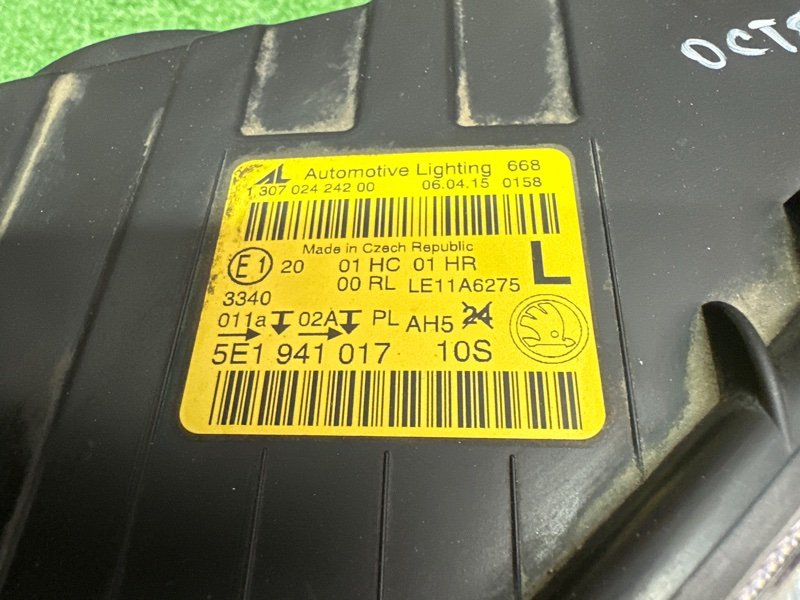 OCT
AL Automotive Lighting 668
1 307 024 242 00 06.04.15 0158
Made in Czech Republic
E1 20 01 HC 01 HR L
00 RL LE11A6275
3340
011a 02A PL AH5 24
5E1 941 017 10S